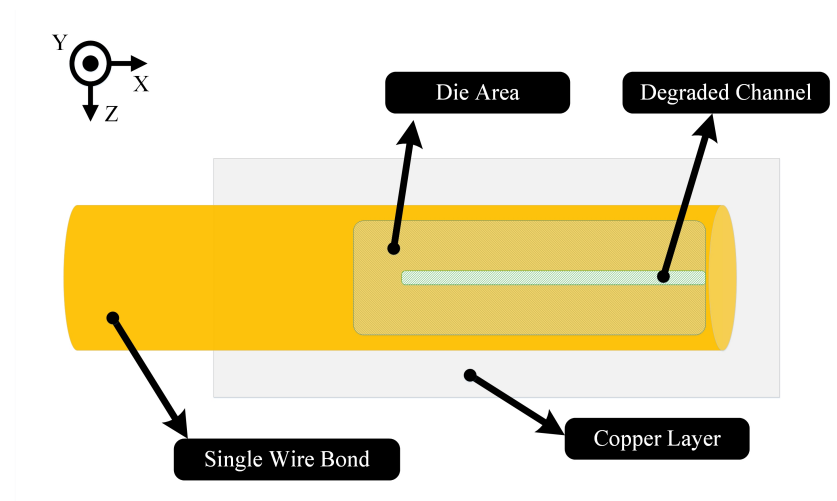 Y
X
Z
Die Area
Degraded Channel
Copper Layer
Single Wire Bond